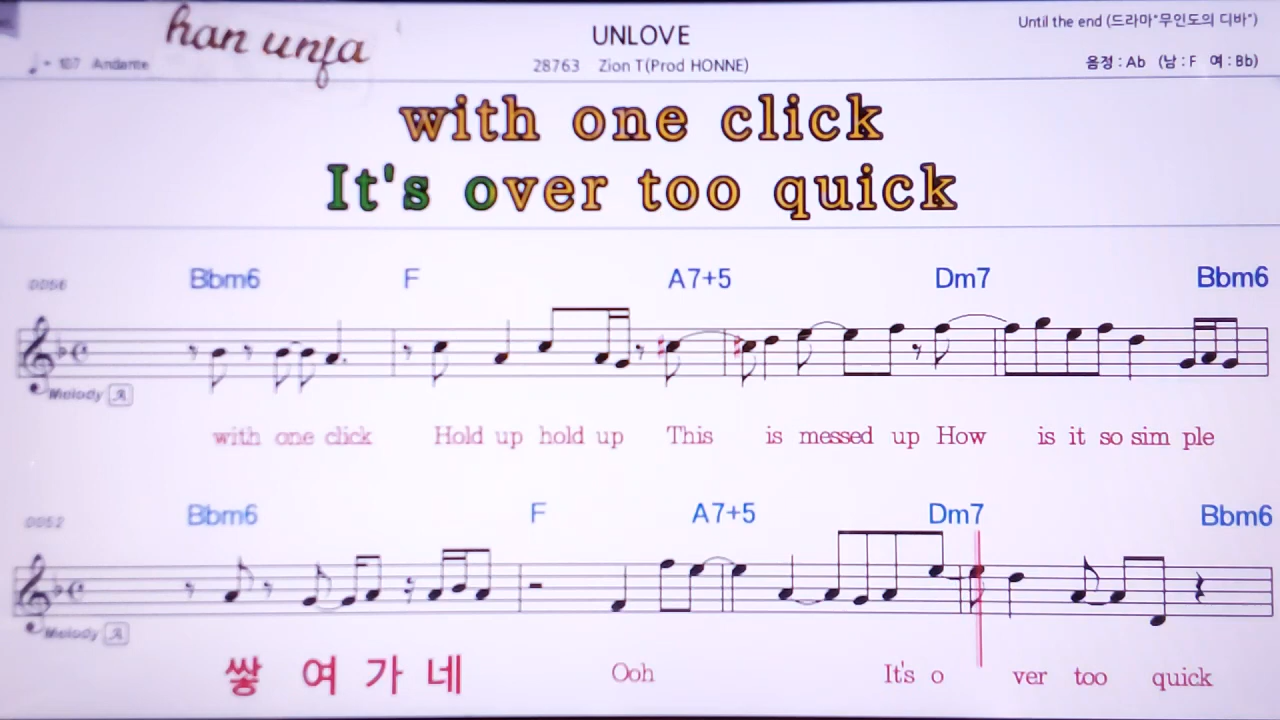 han unja
UNLOVE
Until the end (드라마"무인도의 디바")
♩= 107 Andante
28763 Zion T(Prod HONNE)
음정 : Ab (남 : F 여 : Bb)
with one click
It's over too quick
Bbm6 F A7+5 Dm7 Bbm6
Melody A
with one click Hold up hold up This is messed up How is it so sim ple
Bbm6 F A7+5 Dm7 Bbm6
0052
Melody A
쌓 여 가 네 Ooh It's o ver too quick